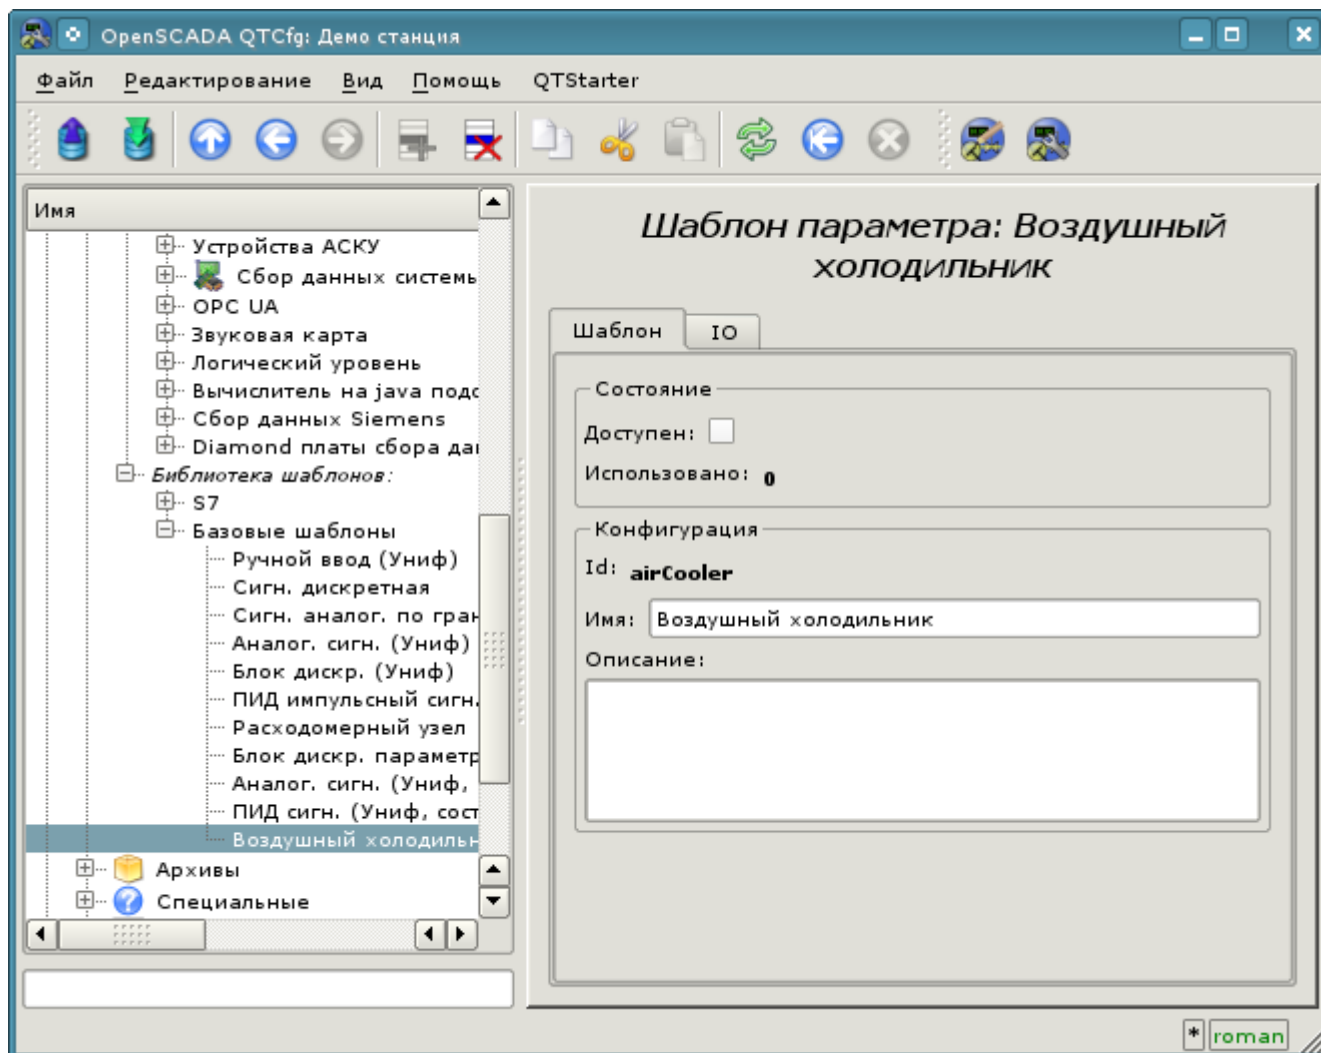 OpenSCADA QTCfg: Демо станция
Файл Редактирование Вид Помощь QTStarter
Имя
Устройства АСКУ
Сбор данных системы
OPC UA
Звуковая карта
Логический уровень
Вычислитель на java подо
Сбор данных Siemens
Diamond платы сбора да
Библиотека шаблонов:
S7
Базовые шаблоны
Ручной ввод (Униф)
Сигн. дискретная
Сигн. аналог. по гран
Аналог. сигн. (Униф)
Блок дискр. (Униф)
ПИД импульсный сигн.
Расходомерный узел
Блок дискр. параметр
Аналог. сигн. (Униф,
ПИД сигн. (Униф, сост
Воздушный холодильн
Архивы
Специальные
Шаблон параметра: Воздушный
холодильник
Шаблон IO
Состояние
Доступен:
Использовано: 0
Конфигурация
Id: airCooler
Имя: Воздушный холодильник
Описание:
* roman